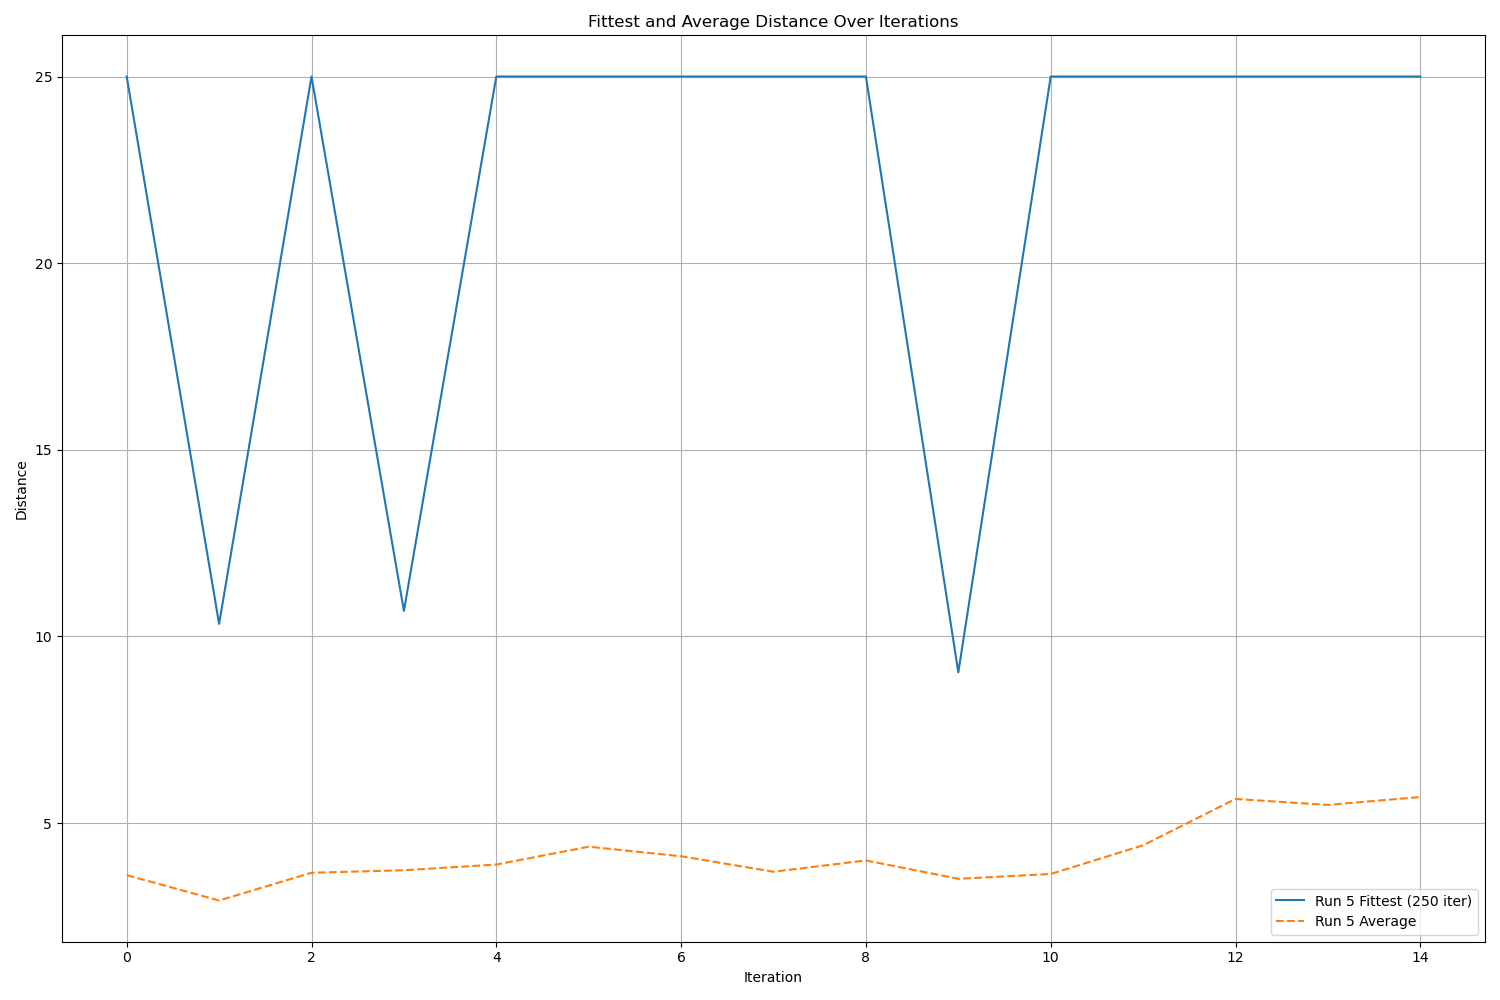 Fittest and Average Distance Over Iterations
25
20
15
10
5
Distance
0 2 4 6 8 10 12 14
Iteration
Run 5 Fittest (250 iter)
Run 5 Average